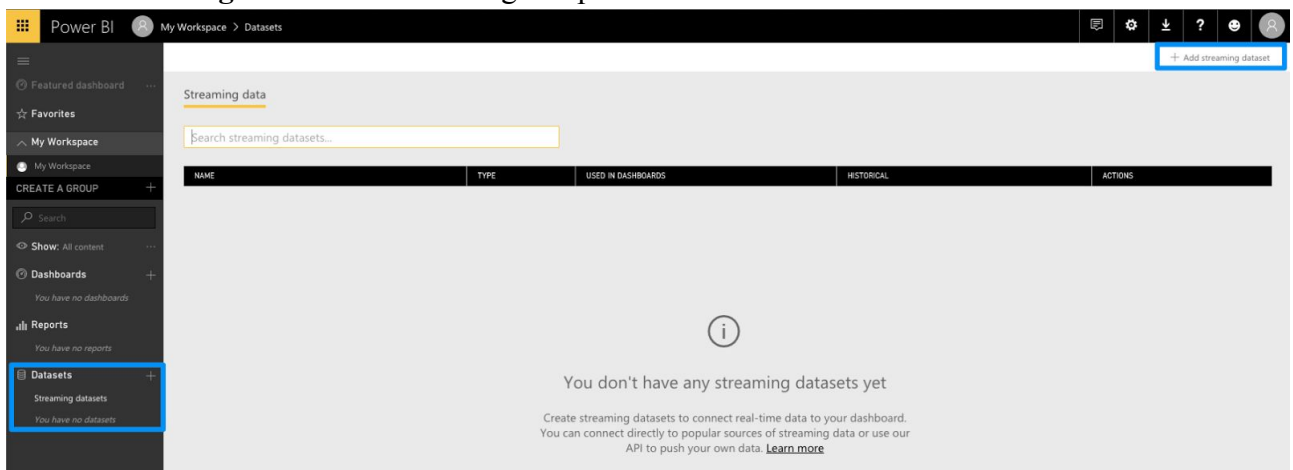 Power BI
My Workspace > Datasets
+ Add streaming dataset
Featured dashboard ...
Favorites
My Workspace
My Workspace
CREATE A GROUP +
Search
Show: All content ...
Dashboards +
You have no dashboards
Reports
You have no reports
Datasets +
Streaming datasets
You have no datasets
Streaming data
Search streaming datasets...
NAME TYPE USED IN DASHBOARDS HISTORICAL ACTIONS
You don't have any streaming datasets yet
Create streaming datasets to connect real-time data to your dashboard.
You can connect directly to popular sources of streaming data or use our
API to push your own data. Learn more